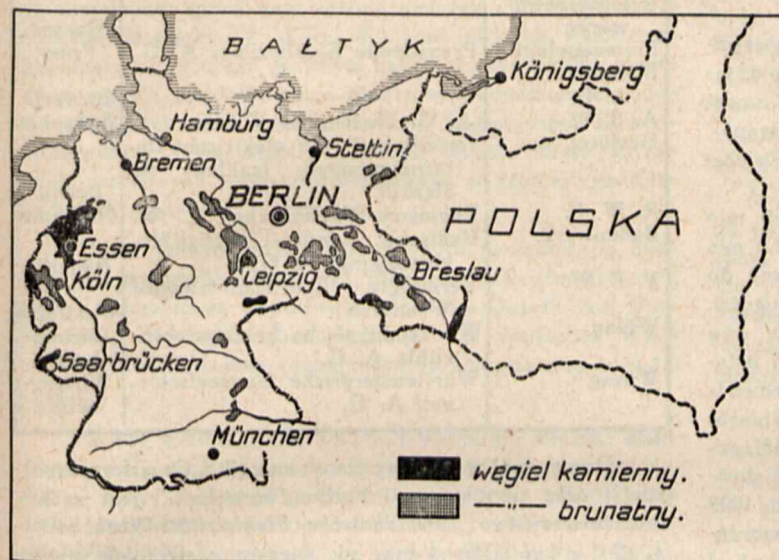 BAŁTYK
Königsberg
Hamburg
Stettin
Bremen
BERLIN
POLSKA
Essen
Leipzig
Breslau
Köln
Saarbrücken
München
węgiel kamienny.
—„— brunatny.